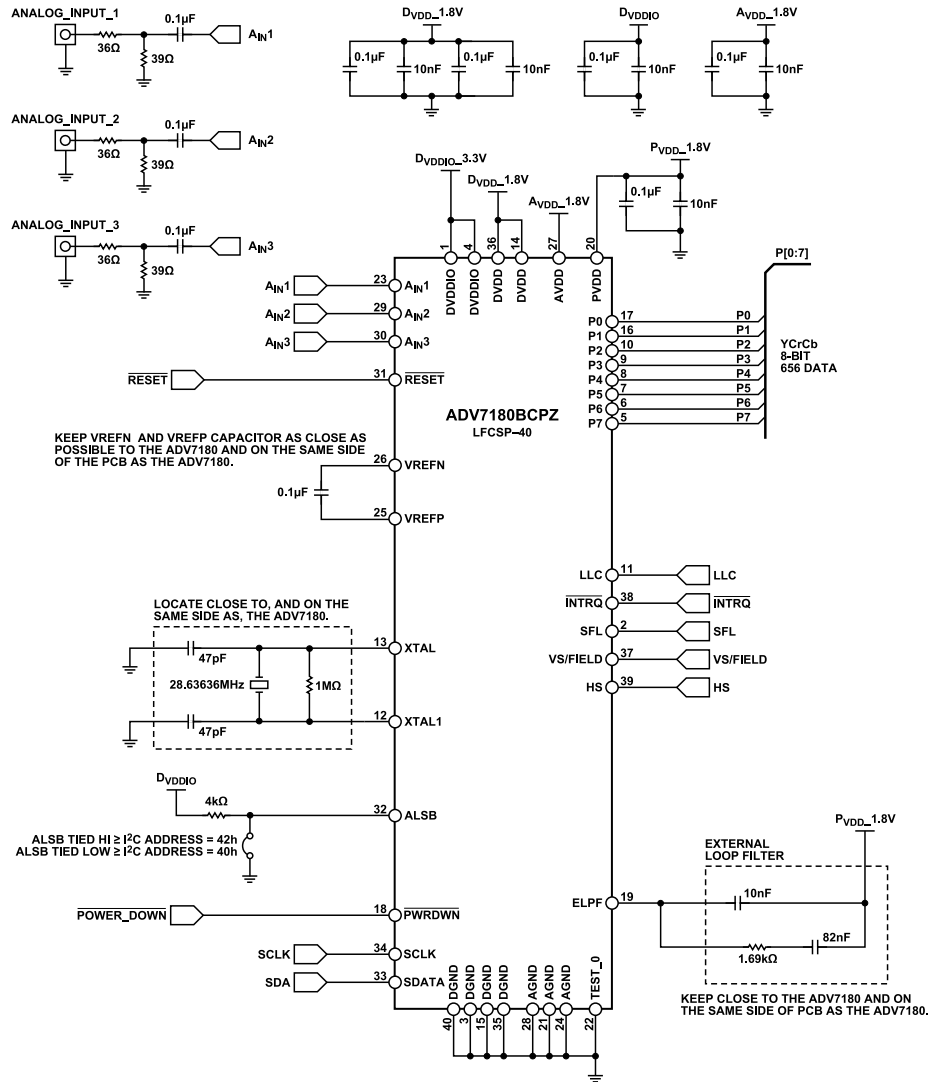 ANALOG_INPUT_1
0.1µF
36Ω
39Ω
AIN1
ANALOG_INPUT_2
0.1µF
36Ω
39Ω
AIN2
ANALOG_INPUT_3
0.1µF
36Ω
39Ω
AIN3
DVDD_1.8V
0.1µF
10nF
0.1µF
10nF
DVDDIO
0.1µF
10nF
AVDD_1.8V
0.1µF
10nF
DVDDIO_3.3V
DVDD_1.8V
AVDD_1.8V
PVDD_1.8V
0.1µF
10nF
1
4
36
14
27
20
DVDDIO
DVDDIO
DVDD
DVDD
AVDD
PVDD
AIN1
23
AIN1
AIN2
29
AIN2
AIN3
30
AIN3
RESET
31
RESET
P[0:7]
P0
17
P0
P1
16
P1
P2
10
P2
P3
9
P3
P4
8
P4
P5
7
P5
P6
6
P6
P7
5
P7
YCrCb
8-BIT
656 DATA
ADV7180BCPZ
LFCSP–40
KEEP VREFN AND VREFP CAPACITOR AS CLOSE AS
POSSIBLE TO THE ADV7180 AND ON THE SAME SIDE
OF THE PCB AS THE ADV7180.
26
VREFN
0.1µF
25
VREFP
LLC
11
LLC
INTRQ
38
INTRQ
SFL
2
SFL
VS/FIELD
37
VS/FIELD
HS
39
HS
LOCATE CLOSE TO, AND ON THE
SAME SIDE AS, THE ADV7180.
13
XTAL
47pF
28.63636MHz
1MΩ
12
XTAL1
47pF
DVDDIO
4kΩ
32
ALSB
ALSB TIED HI ≥ I²C ADDRESS = 42h
ALSB TIED LOW ≥ I²C ADDRESS = 40h
POWER_DOWN
18
PWRDWN
SCLK
34
SCLK
SDA
33
SDATA
PVDD_1.8V
EXTERNAL
LOOP FILTER
ELPF
19
10nF
82nF
1.69kΩ
KEEP CLOSE TO THE ADV7180 AND ON
THE SAME SIDE OF PCB AS THE ADV7180.
DGND
DGND
DGND
DGND
AGND
AGND
AGND
TEST_0
40
3
15
35
28
21
24
22